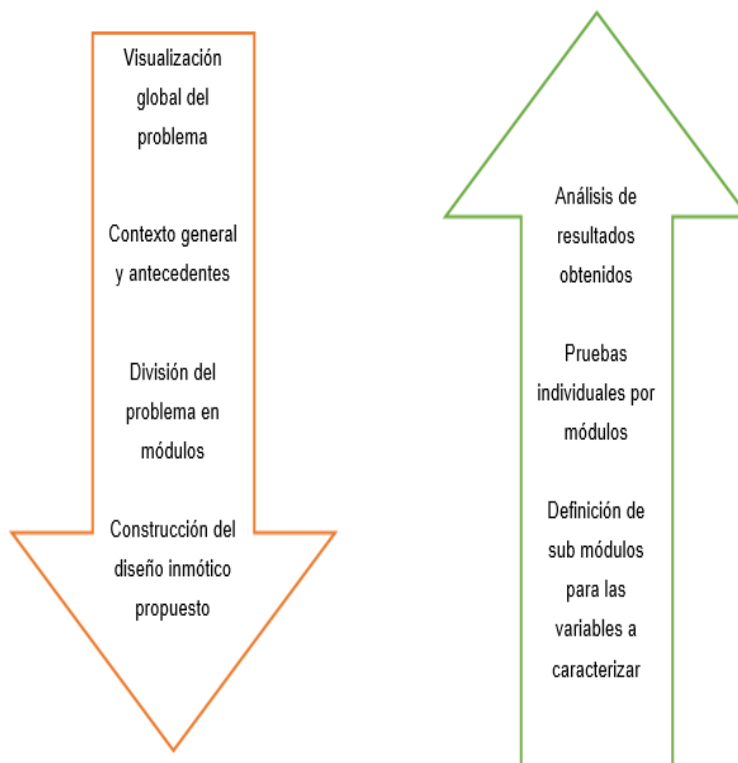 Visualización
global del
problema
Contexto general
y antecedentes
División del
problema en
módulos
Construcción del
diseño inmótico
propuesto
Análisis de
resultados
obtenidos
Pruebas
individuales por
módulos
Definición de
sub módulos
para las
variables a
caracterizar